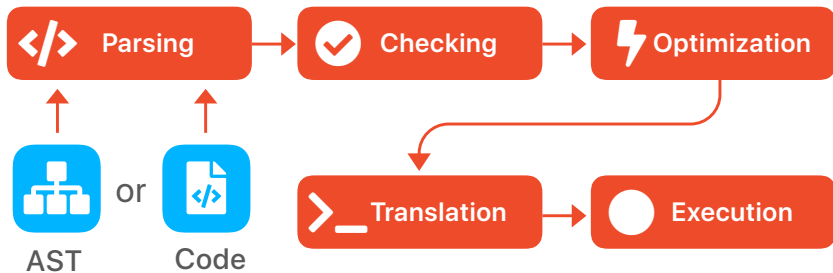 Parsing
Checking
Optimization
or
Translation
Execution
AST
Code